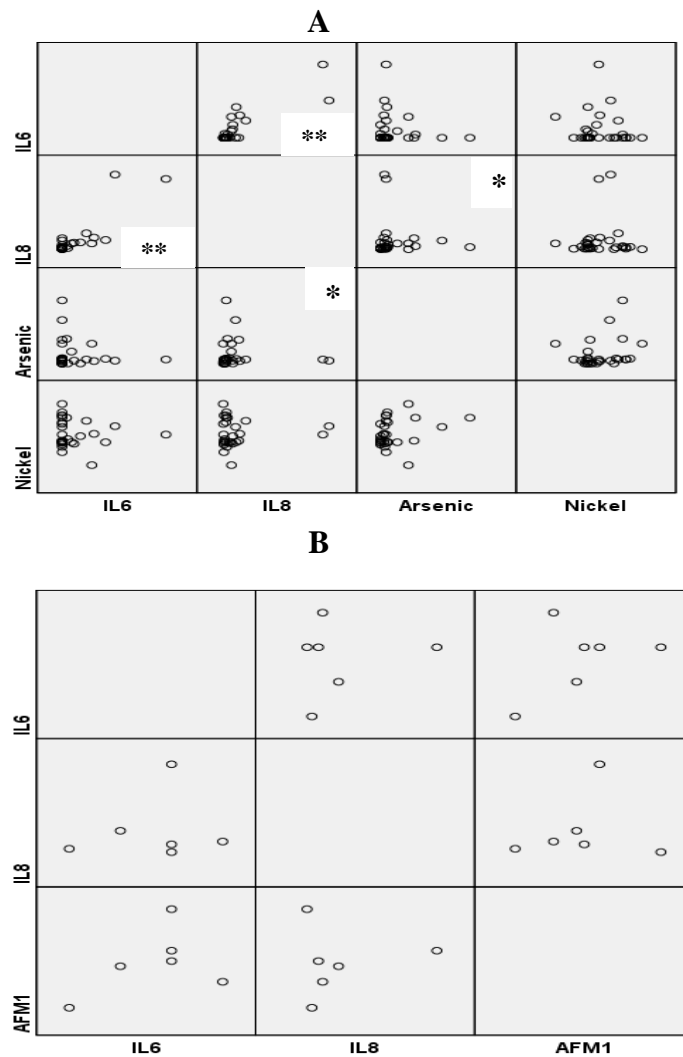 A
IL6
**
IL8
**
*
Arsenic
*
Nickel
IL6 IL8 Arsenic Nickel
B
IL6
IL8
AFM1
IL6 IL8 AFM1